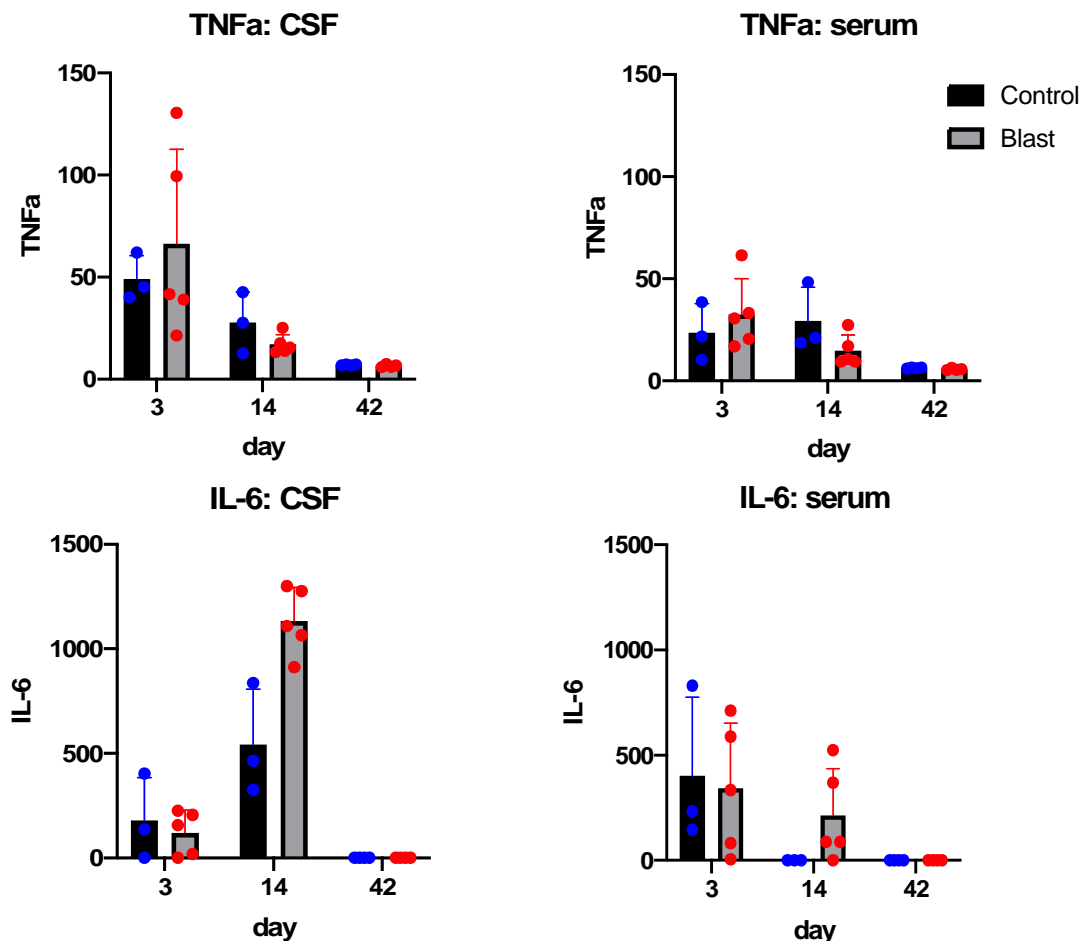 TNFa: CSF
150
100
50
0
TNFa
3 14 42
day
TNFa: serum
150
100
50
0
TNFa
3 14 42
day
Control
Blast
IL-6: CSF
1500
1000
500
0
IL-6
3 14 42
day
IL-6: serum
1500
1000
500
0
IL-6
3 14 42
day